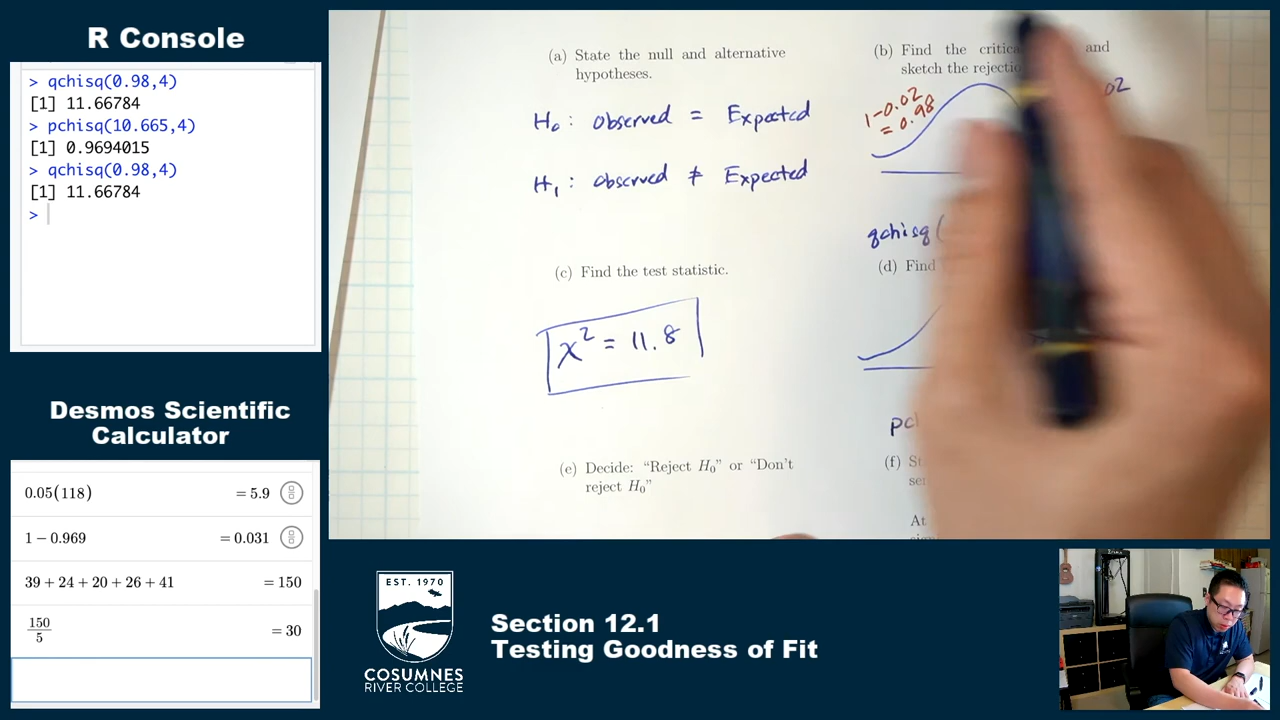 R Console
> qchisq(0.98,4)
[1] 11.66784
> pchisq(10.665,4)
[1] 0.9694015
> qchisq(0.98,4)
[1] 11.66784
>
Desmos Scientific
Calculator
0.05(118) = 5.9
1 − 0.969 = 0.031
39 + 24 + 20 + 26 + 41 = 150
150/5 = 30
(a) State the null and alternative
hypotheses.
H₀ : observed = Expected
H₁ : observed ≠ Expected
(b) Find the and
sketch the
1-0.02
= 0.98
02
qchisq(
(c) Find the test statistic.
χ² = 11.8
(d) Find
(e) Decide: “Reject H₀” or “Don’t
reject H₀”
(f)
At
EST. 1970
COSUMNES
RIVER COLLEGE
Section 12.1
Testing Goodness of Fit